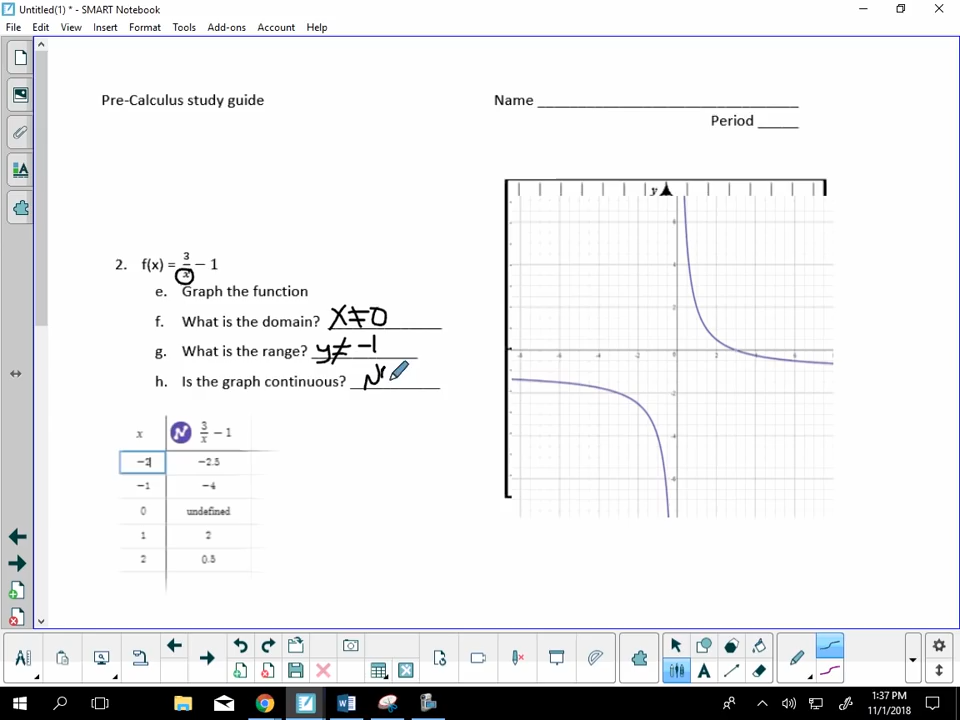 Untitled(1) * - SMART Notebook
File Edit View Insert Format Tools Add-ons Account Help
Pre-Calculus study guide
Name ______________________________
Period _____
y
2. f(x) = 3/x − 1
e. Graph the function
f. What is the domain? x≠0
g. What is the range? y≠ -1
h. Is the graph continuous?
x 3/x − 1
−2 −2.5
−1 −4
0 undefined
1 2
2 0.5
1:37 PM
11/1/2018